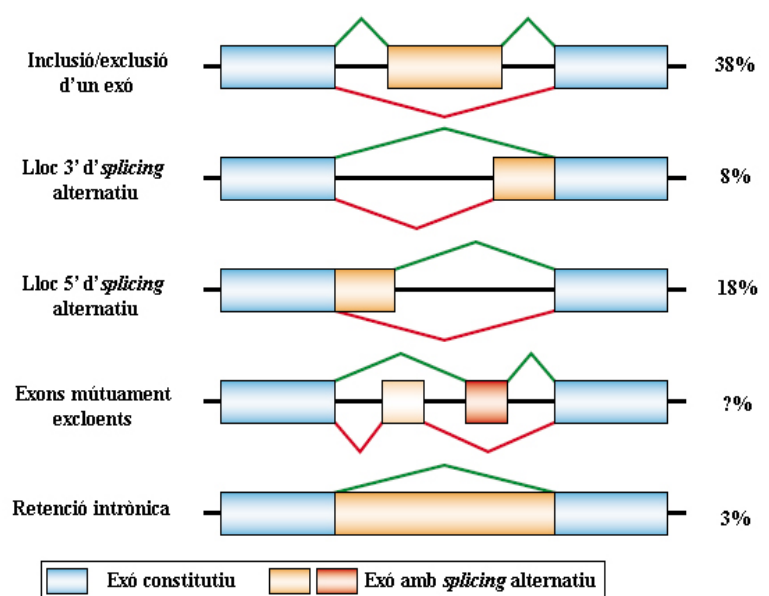 Inclusió/exclusió
d'un exó
38%
Lloc 3' d'splicing
alternatiu
8%
Lloc 5' d'splicing
alternatiu
18%
Exons mútuament
excloents
?%
Retenció intrònica
3%
Exó constitutiu
Exó amb splicing alternatiu